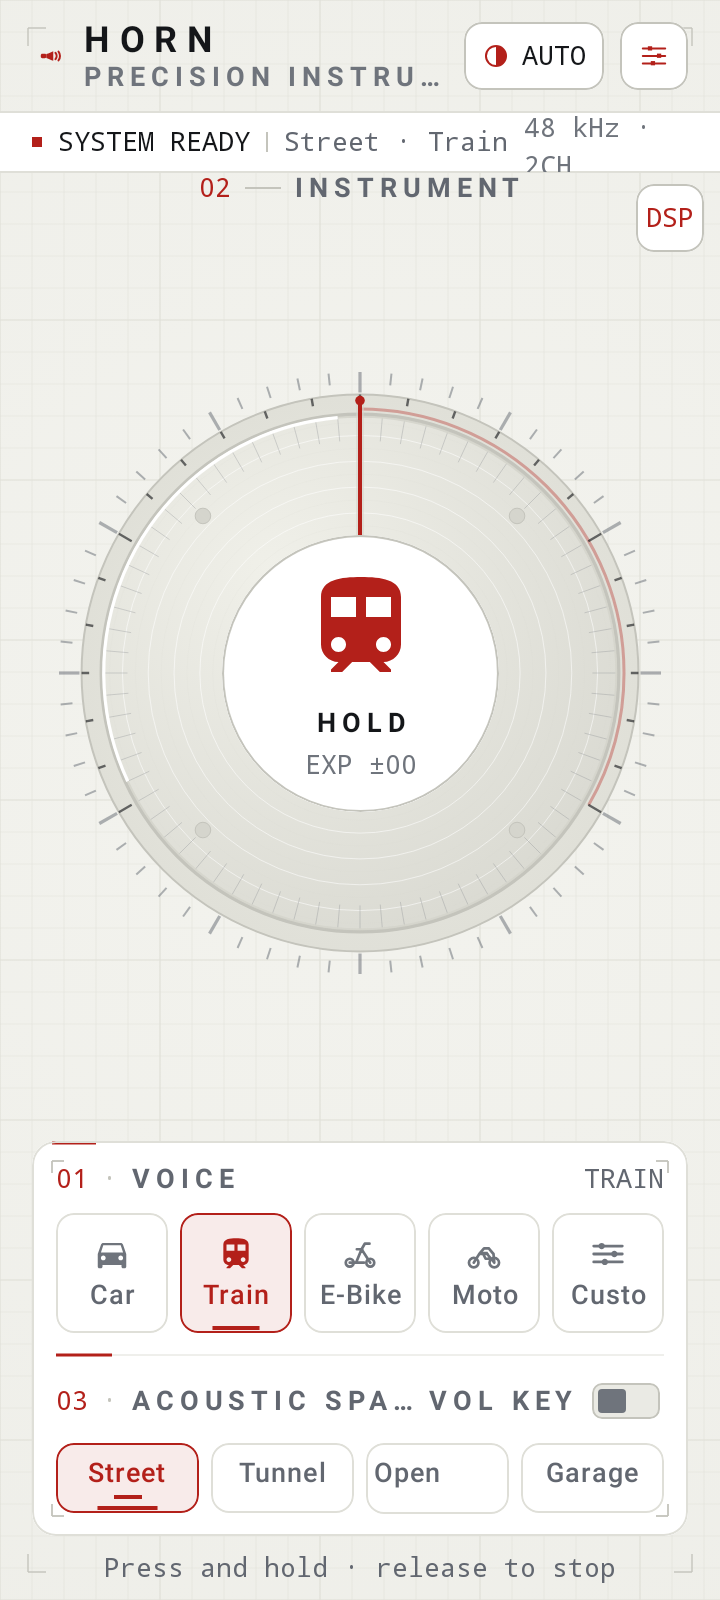 HORN
PRECISION INSTRU…
AUTO
SYSTEM READY
Street · Train
48 kHz ·
2CH
02 INSTRUMENT
DSP
HOLD
EXP ±00
01 · VOICE
TRAIN
Car
Train
E-Bike
Moto
Custo
03 · ACOUSTIC SPA…
VOL KEY
Street
Tunnel
Open
Garage
Press and hold · release to stop